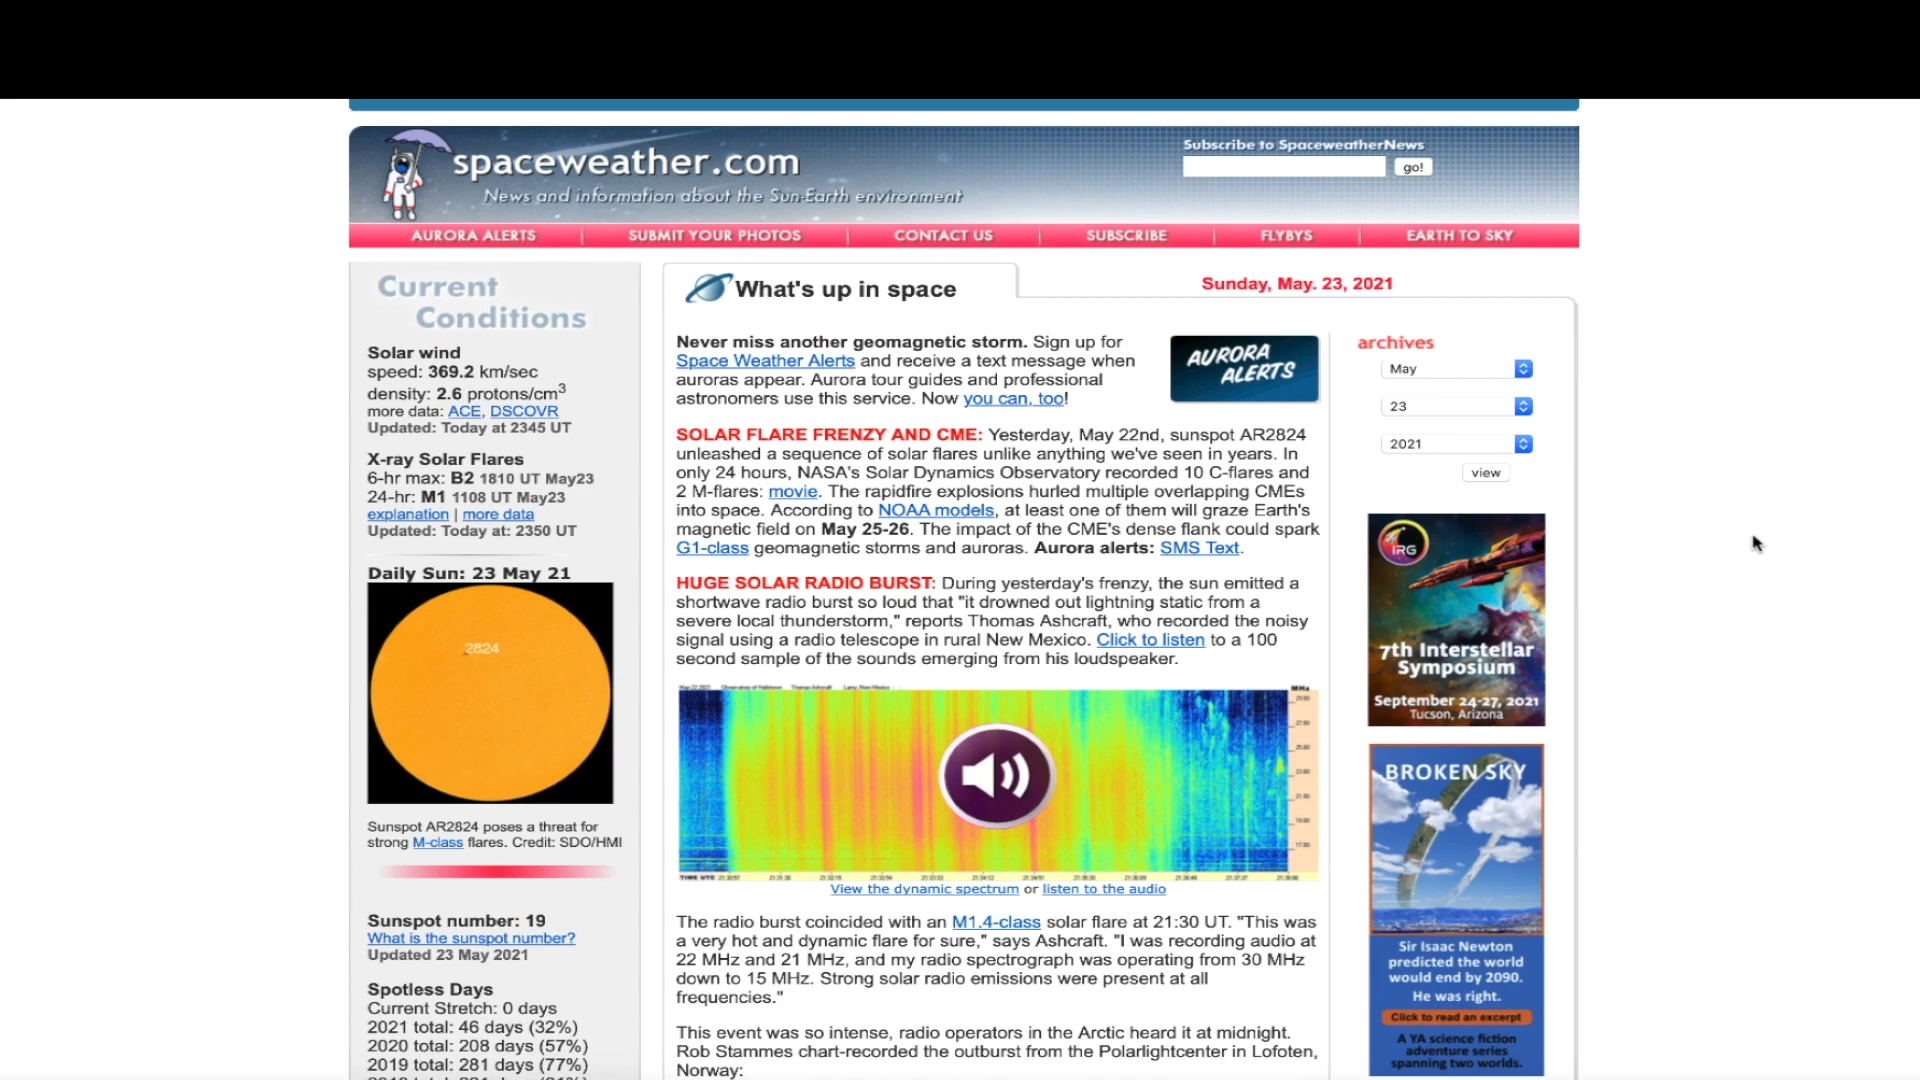 spaceweather.com
News and information about the Sun-Earth environment
Subscribe to SpaceweatherNews
go!
AURORA ALERTS
SUBMIT YOUR PHOTOS
CONTACT US
SUBSCRIBE
FLYBYS
EARTH TO SKY
Current
Conditions
Solar wind
speed: 369.2 km/sec
density: 2.6 protons/cm3
more data: ACE, DSCOVR
Updated: Today at 2345 UT
X-ray Solar Flares
6-hr max: B2 1810 UT May23
24-hr: M1 1108 UT May23
explanation | more data
Updated: Today at: 2350 UT
Daily Sun: 23 May 21
2824
Sunspot AR2824 poses a threat for
strong M-class flares. Credit: SDO/HMI
Sunspot number: 19
What is the sunspot number?
Updated 23 May 2021
Spotless Days
Current Stretch: 0 days
2021 total: 46 days (32%)
2020 total: 208 days (57%)
2019 total: 281 days (77%)
What's up in space
Sunday, May. 23, 2021
Never miss another geomagnetic storm. Sign up for
Space Weather Alerts and receive a text message when
auroras appear. Aurora tour guides and professional
astronomers use this service. Now you can, too!
AURORA
ALERTS
SOLAR FLARE FRENZY AND CME: Yesterday, May 22nd, sunspot AR2824
unleashed a sequence of solar flares unlike anything we've seen in years. In
only 24 hours, NASA's Solar Dynamics Observatory recorded 10 C-flares and
2 M-flares: movie. The rapidfire explosions hurled multiple overlapping CMEs
into space. According to NOAA models, at least one of them will graze Earth's
magnetic field on May 25-26. The impact of the CME's dense flank could spark
G1-class geomagnetic storms and auroras. Aurora alerts: SMS Text.
HUGE SOLAR RADIO BURST: During yesterday's frenzy, the sun emitted a
shortwave radio burst so loud that "it drowned out lightning static from a
severe local thunderstorm," reports Thomas Ashcraft, who recorded the noisy
signal using a radio telescope in rural New Mexico. Click to listen to a 100
second sample of the sounds emerging from his loudspeaker.
MHz
TIME UTC
View the dynamic spectrum or listen to the audio
The radio burst coincided with an M1.4-class solar flare at 21:30 UT. "This was
a very hot and dynamic flare for sure," says Ashcraft. "I was recording audio at
22 MHz and 21 MHz, and my radio spectrograph was operating from 30 MHz
down to 15 MHz. Strong solar radio emissions were present at all
frequencies."
This event was so intense, radio operators in the Arctic heard it at midnight.
Rob Stammes chart-recorded the outburst from the Polarlightcenter in Lofoten,
Norway:
archives
May
23
2021
view
IRG
7th Interstellar
Symposium
September 24-27, 2021
Tucson, Arizona
BROKEN SKY
Sir Isaac Newton
predicted the world
would end by 2090.
He was right.
Click to read an excerpt
A YA science fiction
adventure series
spanning two worlds.